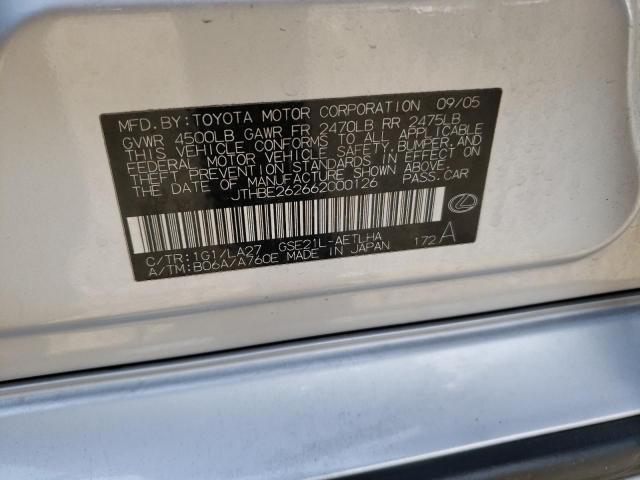 MFD. BY: TOYOTA MOTOR CORPORATION 09/05
GVWR 4500LB GAWR FR 2470LB RR 2475LB
THIS VEHICLE CONFORMS TO ALL APPLICABLE
FEDERAL MOTOR VEHICLE SAFETY, BUMPER, AND
THEFT PREVENTION STANDARDS IN EFFECT ON
THE DATE OF MANUFACTURE SHOWN ABOVE.
JTHBE262662000126 PASS. CAR
C/TR: 1G1/LA27 GSE21L-AETLHA
A/TM: B06A/A760E MADE IN JAPAN 172A